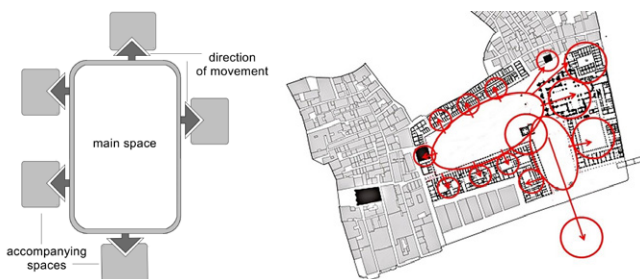 direction
of movement
main space
accompanying
spaces